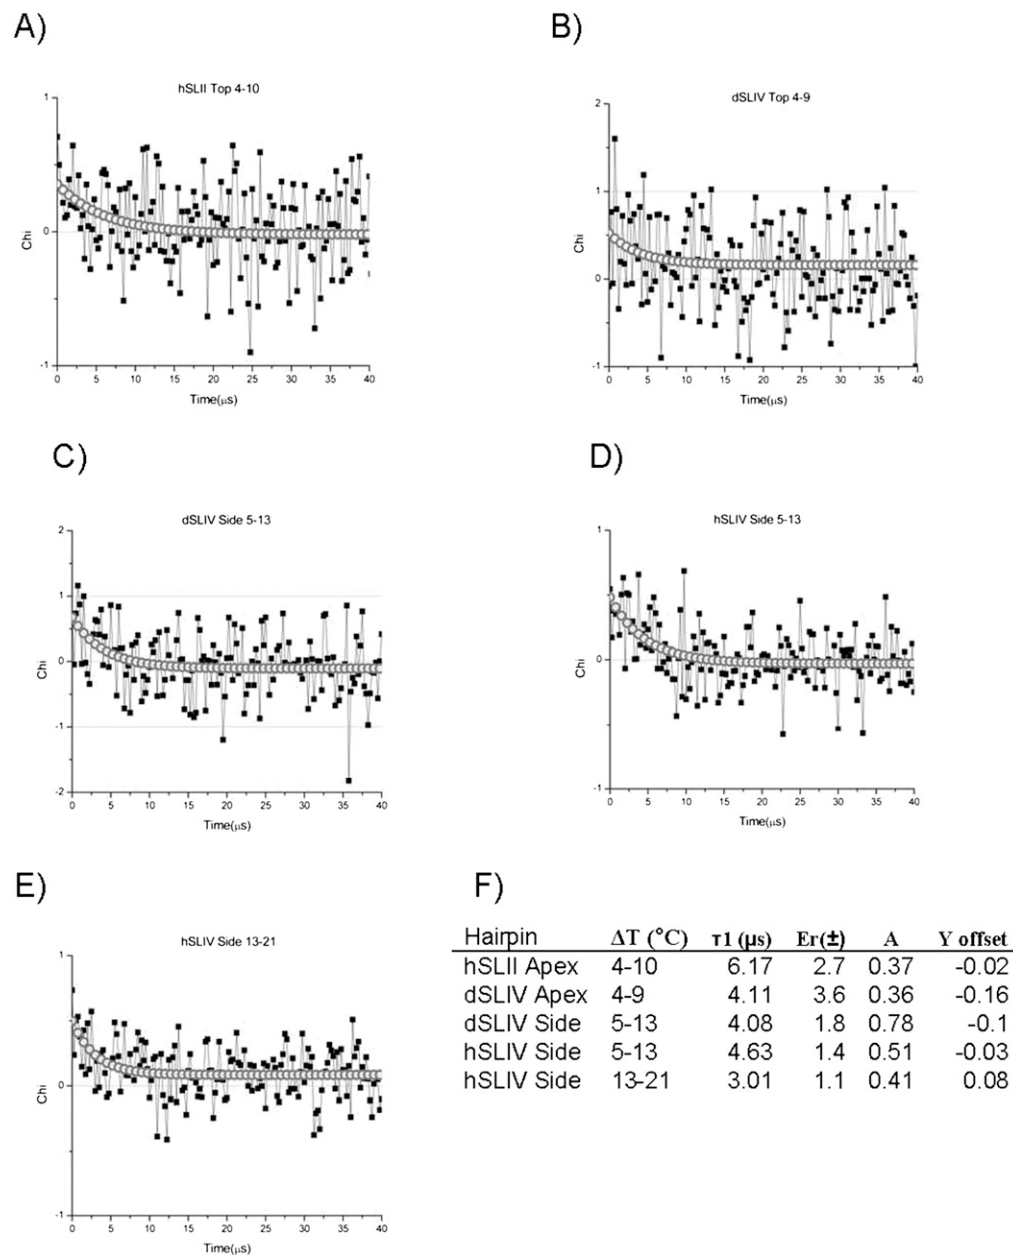 A)
hSLII Top 4-10
1
0
-1
Chi
0 5 10 15 20 25 30 35 40
Time(μs)
B)
dSLIV Top 4-9
2
1
0
-1
Chi
0 5 10 15 20 25 30 35 40
Time(μs)
C)
dSLIV Side 5-13
2
1
0
-1
-2
Chi
0 5 10 15 20 25 30 35 40
Time(μs)
D)
hSLIV Side 5-13
1
0
-1
Chi
0 5 10 15 20 25 30 35 40
Time(μs)
E)
hSLIV Side 13-21
1
0
-1
Chi
0 5 10 15 20 25 30 35 40
Time(μs)
F)
Hairpin ΔT (°C) τ1 (μs) Er(±) A Y offset
hSLII Apex 4-10 6.17 2.7 0.37 -0.02
dSLIV Apex 4-9 4.11 3.6 0.36 -0.16
dSLIV Side 5-13 4.08 1.8 0.78 -0.1
hSLIV Side 5-13 4.63 1.4 0.51 -0.03
hSLIV Side 13-21 3.01 1.1 0.41 0.08